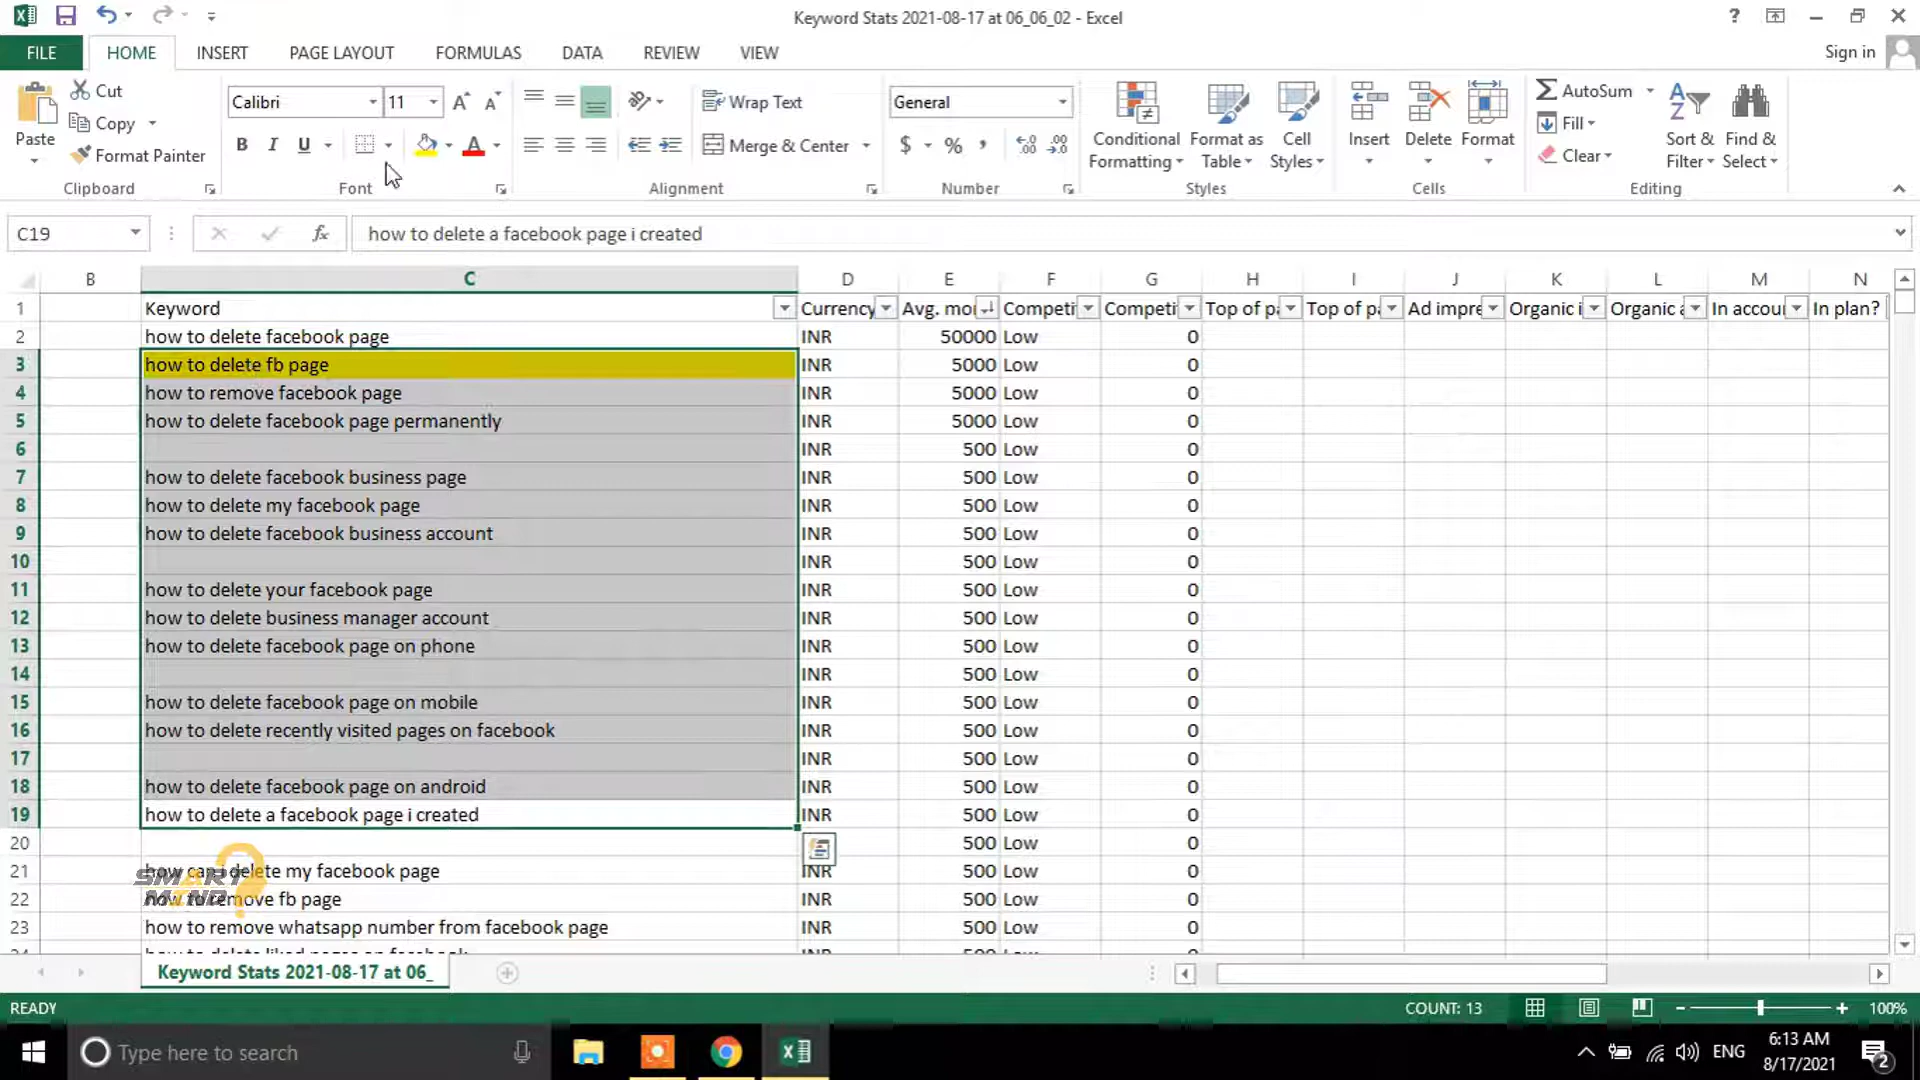 Keyword Stats 2021-08-17 at 06_06_02 - Excel
FILE HOME INSERT PAGE LAYOUT FORMULAS DATA REVIEW VIEW
Sign in
Paste
Cut
Copy
Format Painter
Clipboard
Calibri 11
B I U
Font
Wrap Text
Merge & Center
Alignment
General
$ % ,
Number
Conditional Formatting
Format as Table
Cell Styles
Styles
Insert
Delete
Format
Cells
AutoSum
Fill
Clear
Sort & Filter
Find & Select
Editing
C19 fx how to delete a facebook page i created
B C D E F G H I J K L M N
1 Keyword Currency Avg. mo Competi Competi Top of p Top of p Ad impre Organic i Organic a In accou In plan?
2 how to delete facebook page INR 50000 Low 0
3 how to delete fb page INR 5000 Low 0
4 how to remove facebook page INR 5000 Low 0
5 how to delete facebook page permanently INR 5000 Low 0
6 INR 500 Low 0
7 how to delete facebook business page INR 500 Low 0
8 how to delete my facebook page INR 500 Low 0
9 how to delete facebook business account INR 500 Low 0
10 INR 500 Low 0
11 how to delete your facebook page INR 500 Low 0
12 how to delete business manager account INR 500 Low 0
13 how to delete facebook page on phone INR 500 Low 0
14 INR 500 Low 0
15 how to delete facebook page on mobile INR 500 Low 0
16 how to delete recently visited pages on facebook INR 500 Low 0
17 INR 500 Low 0
18 how to delete facebook page on android INR 500 Low 0
19 how to delete a facebook page i created INR 500 Low 0
20 500 Low 0
21 how can i delete my facebook page INR 500 Low 0
22 how to remove fb page INR 500 Low 0
23 how to remove whatsapp number from facebook page INR 500 Low 0
SMART MIND
Keyword Stats 2021-08-17 at 06_
READY COUNT: 13 100%
Type here to search
ENG
6:13 AM
8/17/2021
2